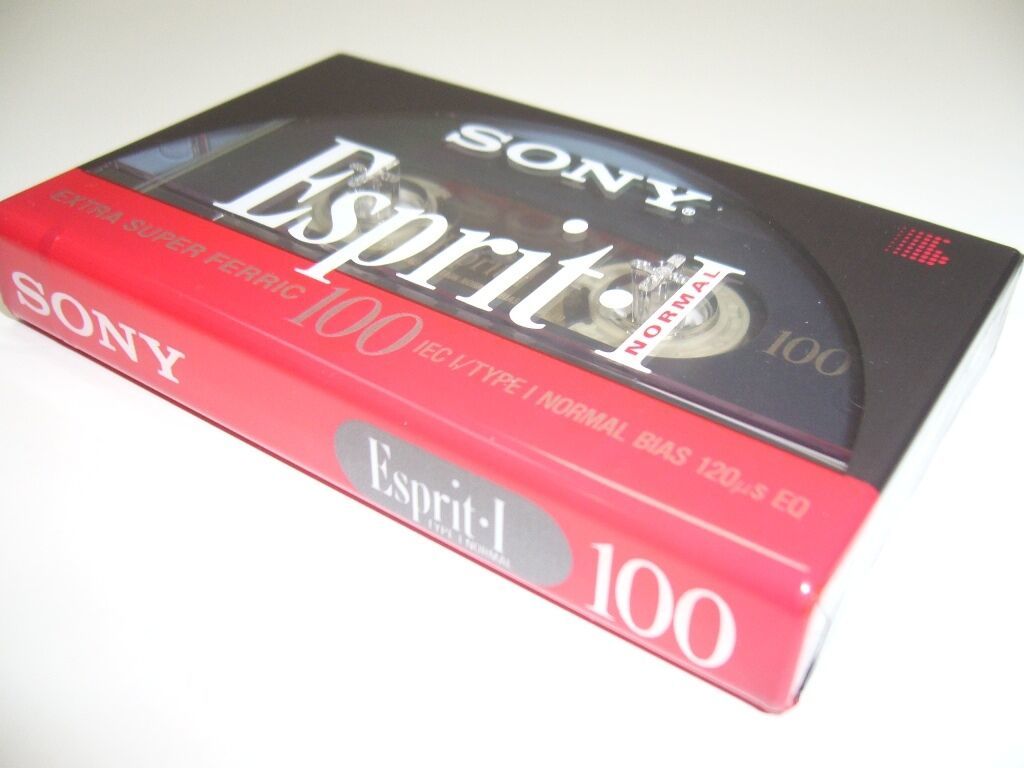 SONY®
Esprit·I
NORMAL
100
EXTRA SUPER FERRIC 100 IEC I/TYPE I NORMAL BIAS 120μs EQ
SONY
Esprit·I
TYPE I NORMAL
100